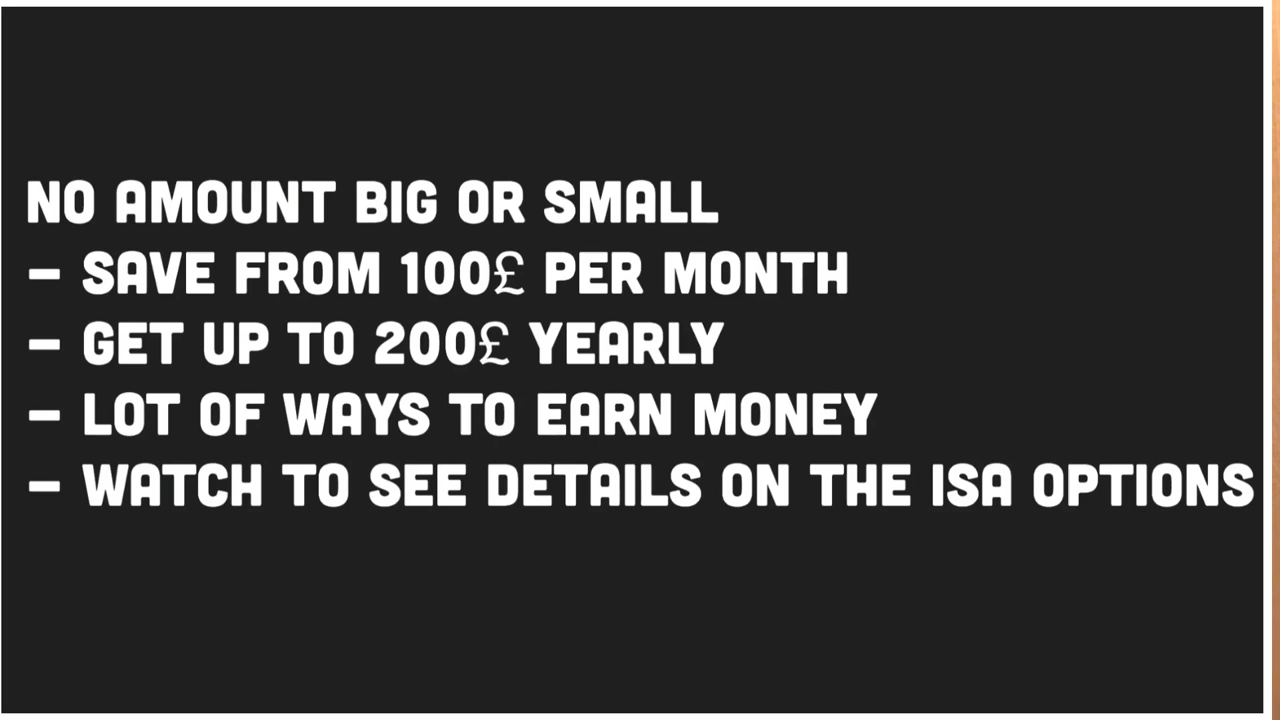 NO AMOUNT BIG OR SMALL
- SAVE FROM 100£ PER MONTH
- GET UP TO 200£ YEARLY
- LOT OF WAYS TO EARN MONEY
- WATCH TO SEE DETAILS ON THE ISA OPTIONS